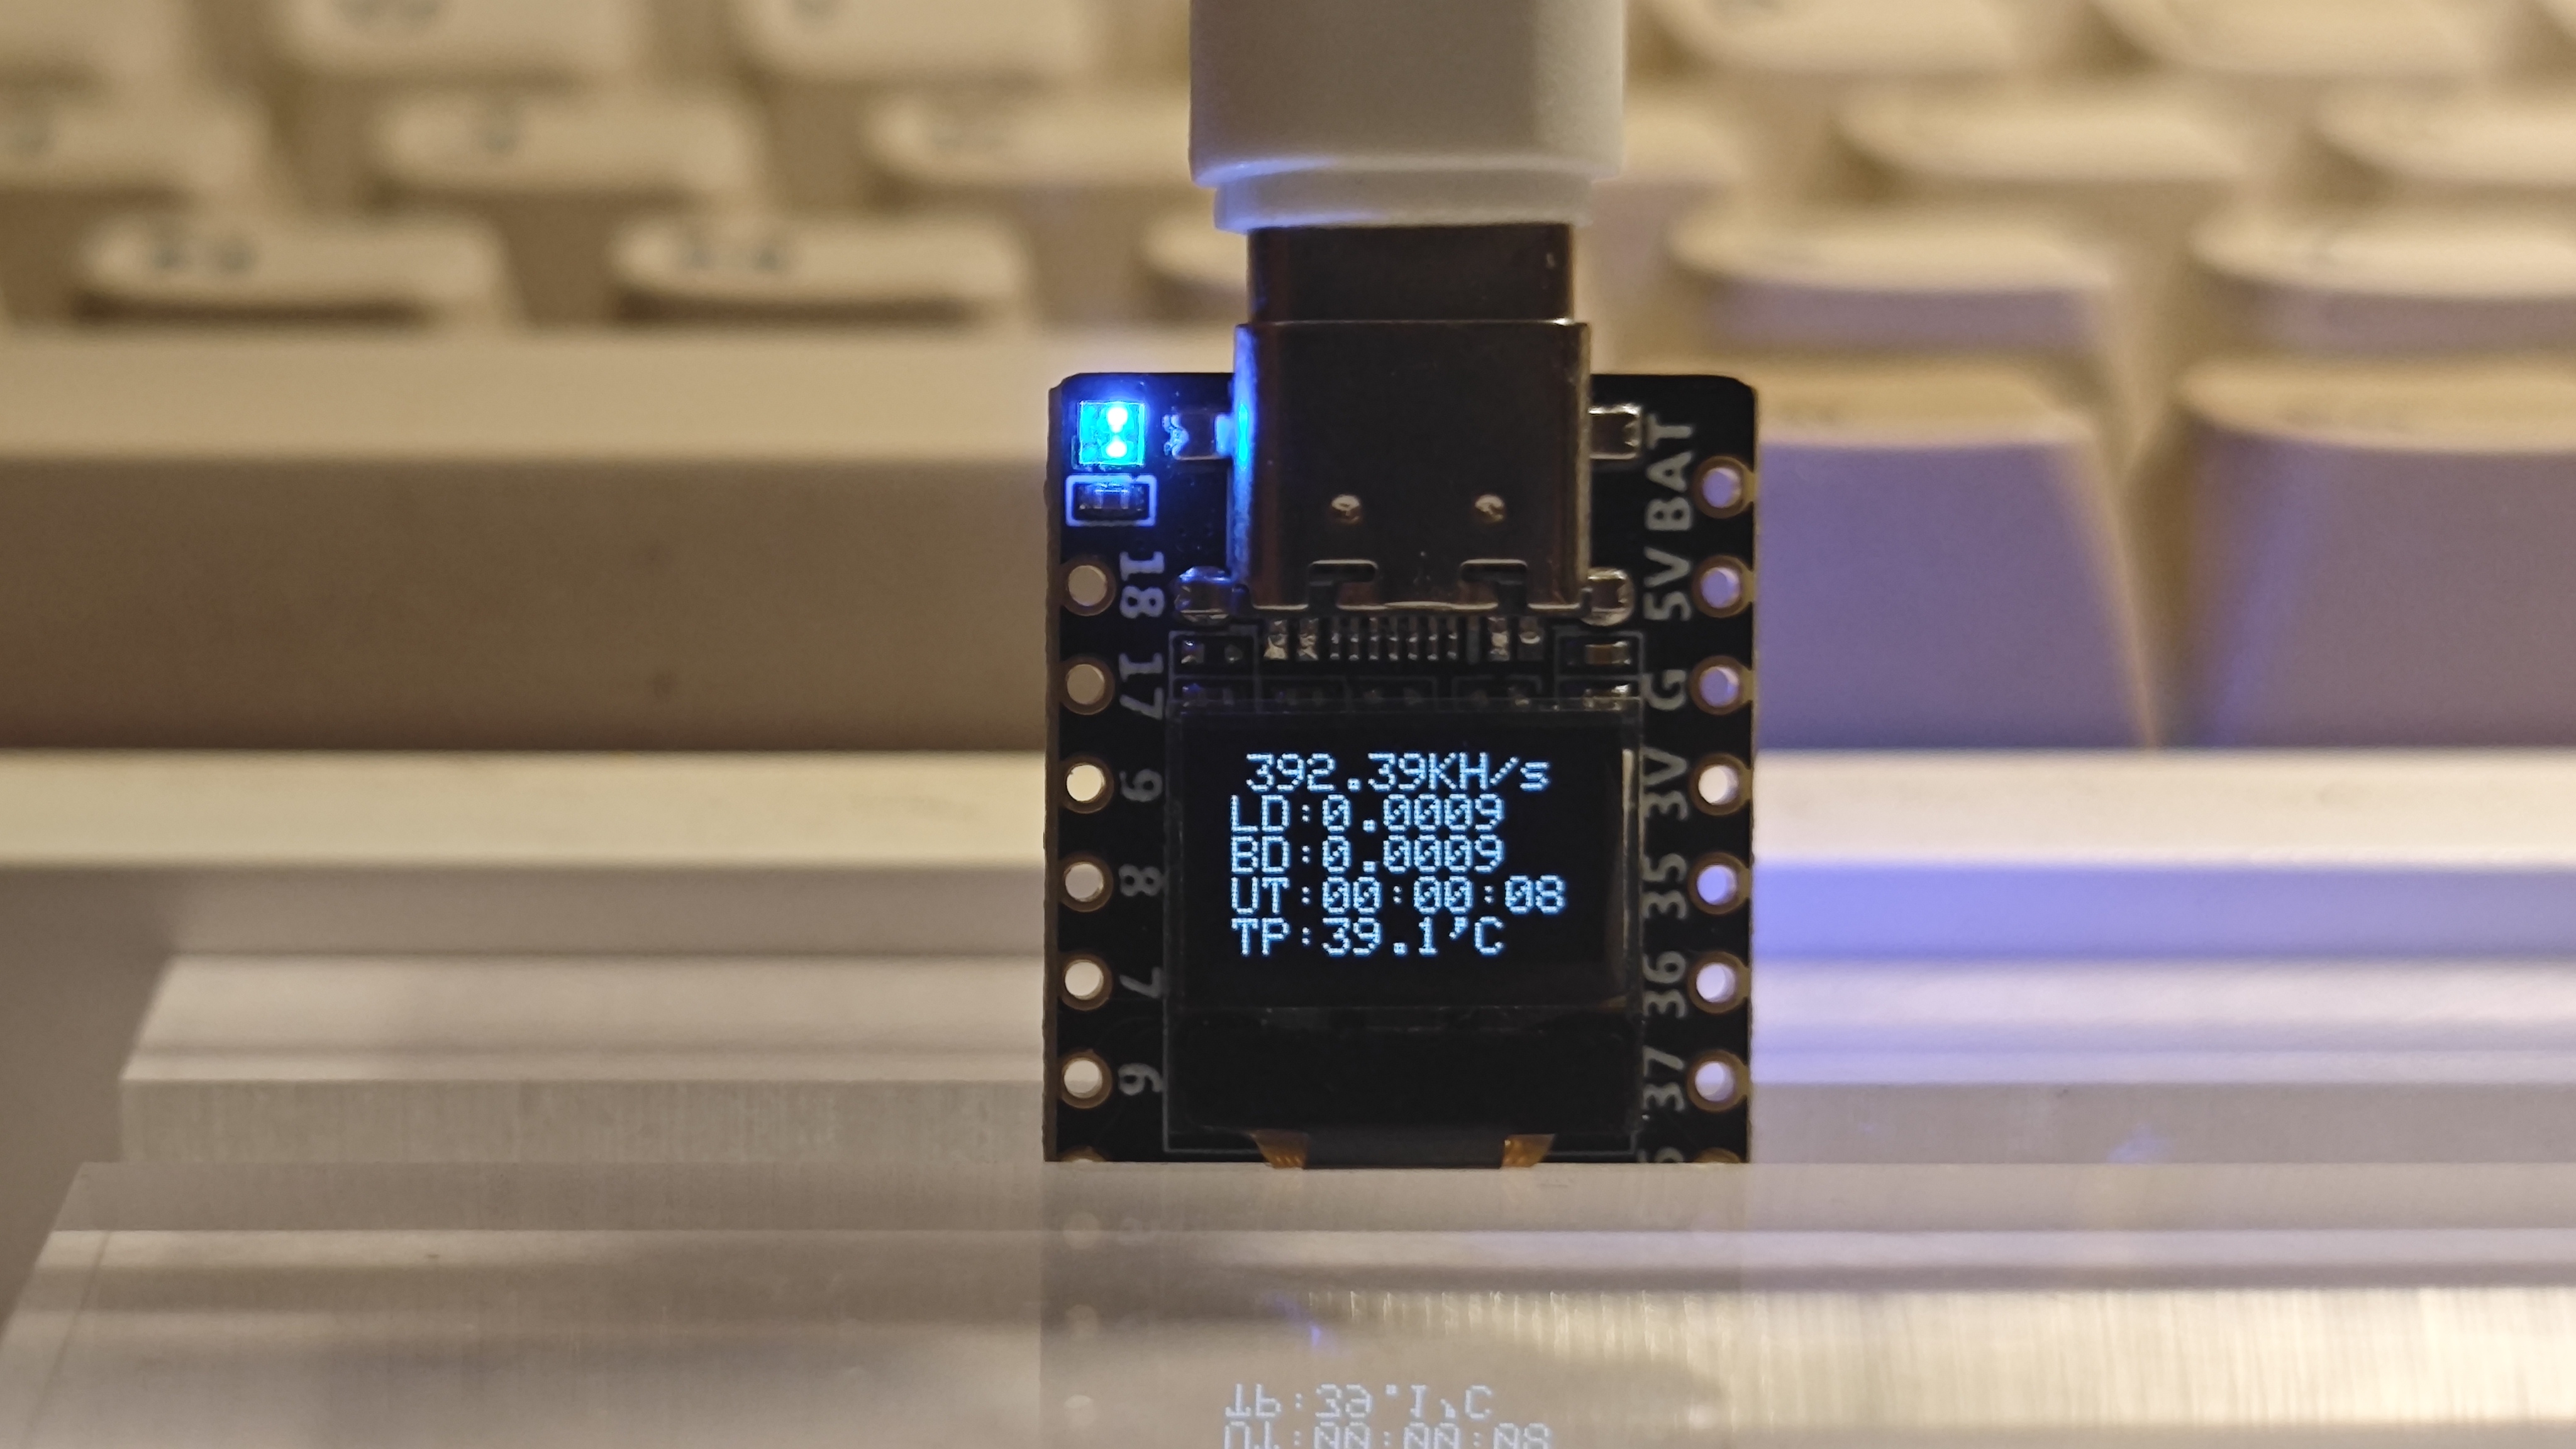 392.39KH/s
LD:0.0009
BD:0.0009
UT:00:00:08
TP:39.1'C
18
17
9
8
7
6
BAT
5V
G
3V
35
36
37